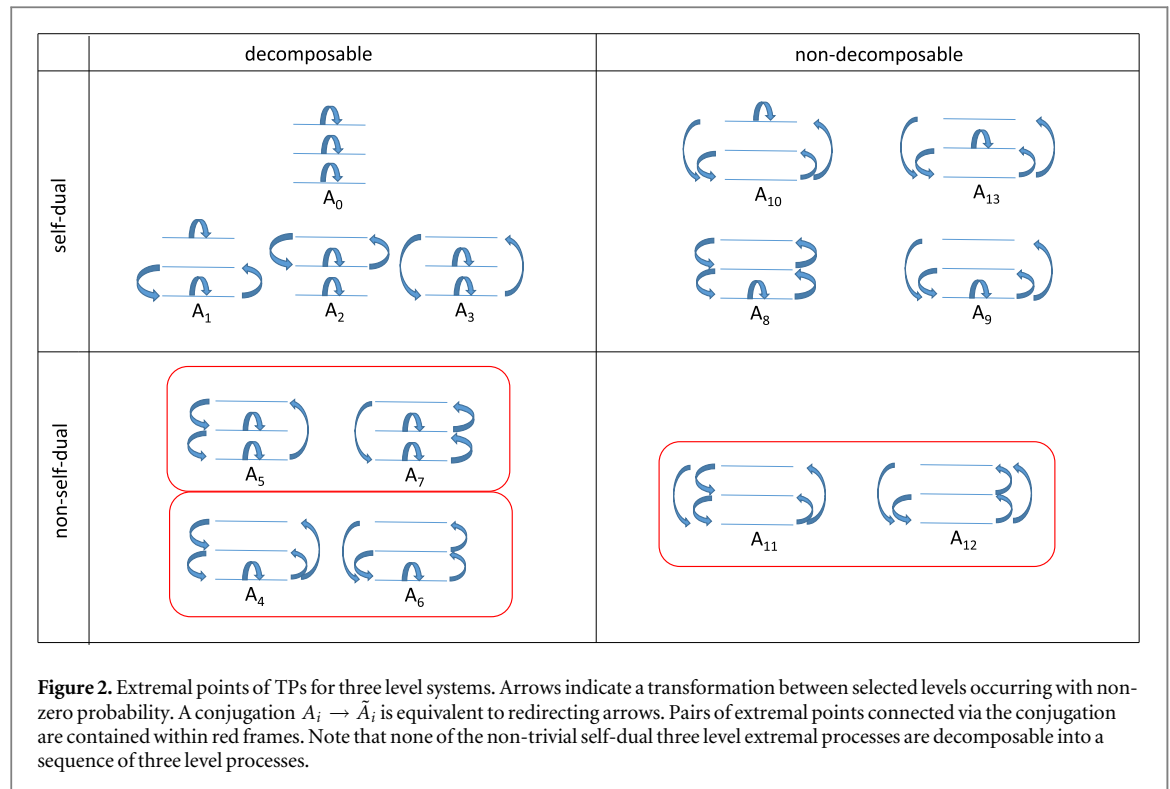 decomposable
non-decomposable
self-dual
A₀
A₁
A₂
A₃
A₁₀
A₁₃
A₈
A₉
non-self-dual
A₅
A₇
A₄
A₆
A₁₁
A₁₂
Figure 2. Extremal points of TPs for three level systems. Arrows indicate a transformation between selected levels occurring with non-
zero probability. A conjugation Aᵢ → Ãᵢ is equivalent to redirecting arrows. Pairs of extremal points connected via the conjugation
are contained within red frames. Note that none of the non-trivial self-dual three level extremal processes are decomposable into a
sequence of three level processes.